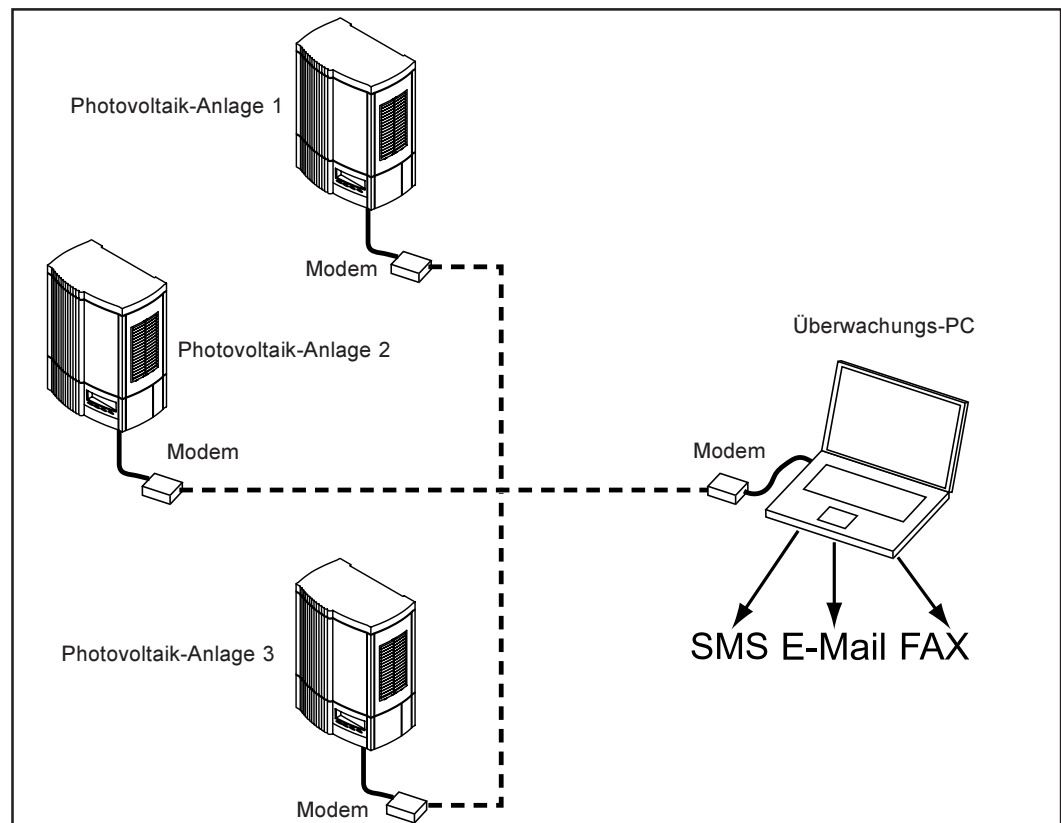 Photovoltaik-Anlage 1
Modem
Photovoltaik-Anlage 2
Modem
Überwachungs-PC
Modem
SMS E-Mail FAX
Photovoltaik-Anlage 3
Modem